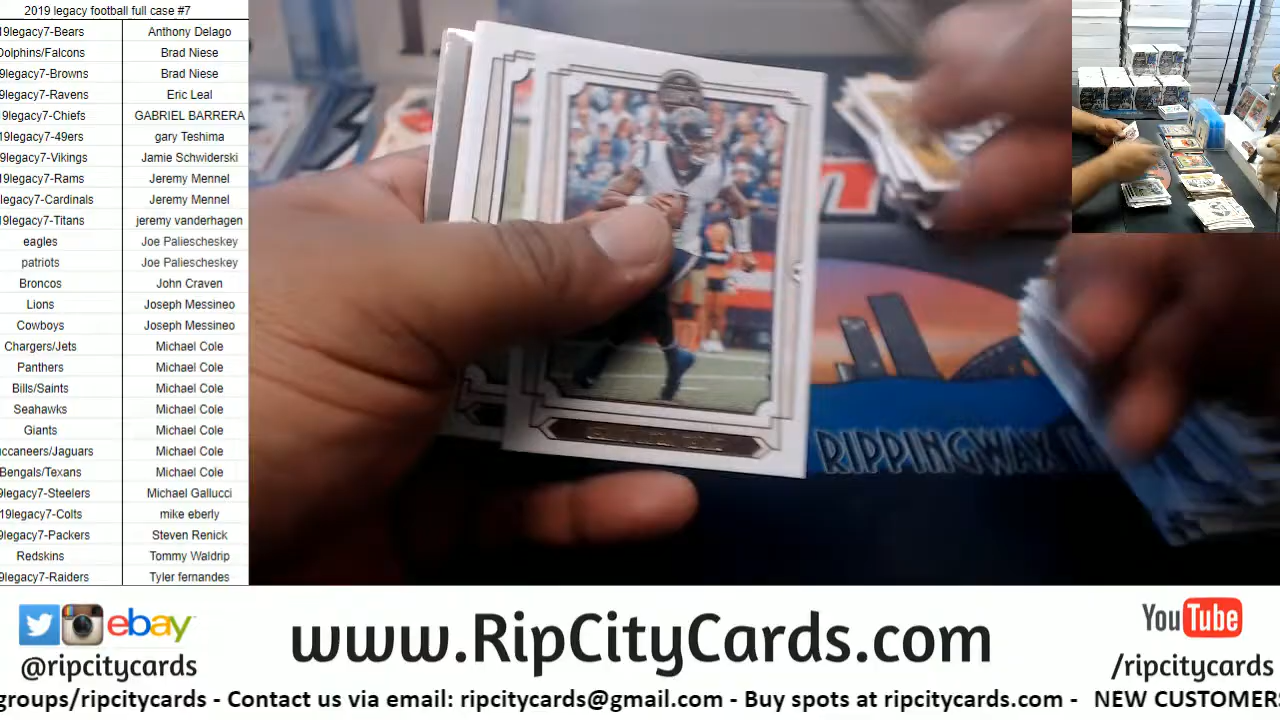 2019 legacy football full case #7
19legacy7-Bears Anthony Delago
Dolphins/Falcons Brad Niese
9legacy7-Browns Brad Niese
9legacy7-Ravens Eric Leal
9legacy7-Chiefs GABRIEL BARRERA
19legacy7-49ers gary Teshima
19legacy7-Vikings Jamie Schwiderski
19legacy7-Rams Jeremy Mennel
legacy7-Cardinals Jeremy Mennel
19legacy7-Titans jeremy vanderhagen
eagles Joe Paliescheskey
patriots Joe Paliescheskey
Broncos John Craven
Lions Joseph Messineo
Cowboys Joseph Messineo
Chargers/Jets Michael Cole
Panthers Michael Cole
Bills/Saints Michael Cole
Seahawks Michael Cole
Giants Michael Cole
uccaneers/Jaguars Michael Cole
Bengals/Texans Michael Cole
9legacy7-Steelers Michael Gallucci
19legacy7-Colts mike eberly
9legacy7-Packers Steven Renick
Redskins Tommy Waldrip
9legacy7-Raiders Tyler fernandes
RIPPINGWAX
ebay
@ripcitycards
www.RipCityCards.com
YouTube
/ripcitycards
groups/ripcitycards - Contact us via email: ripcitycards@gmail.com - Buy spots at ripcitycards.com - NEW CUSTOMERS